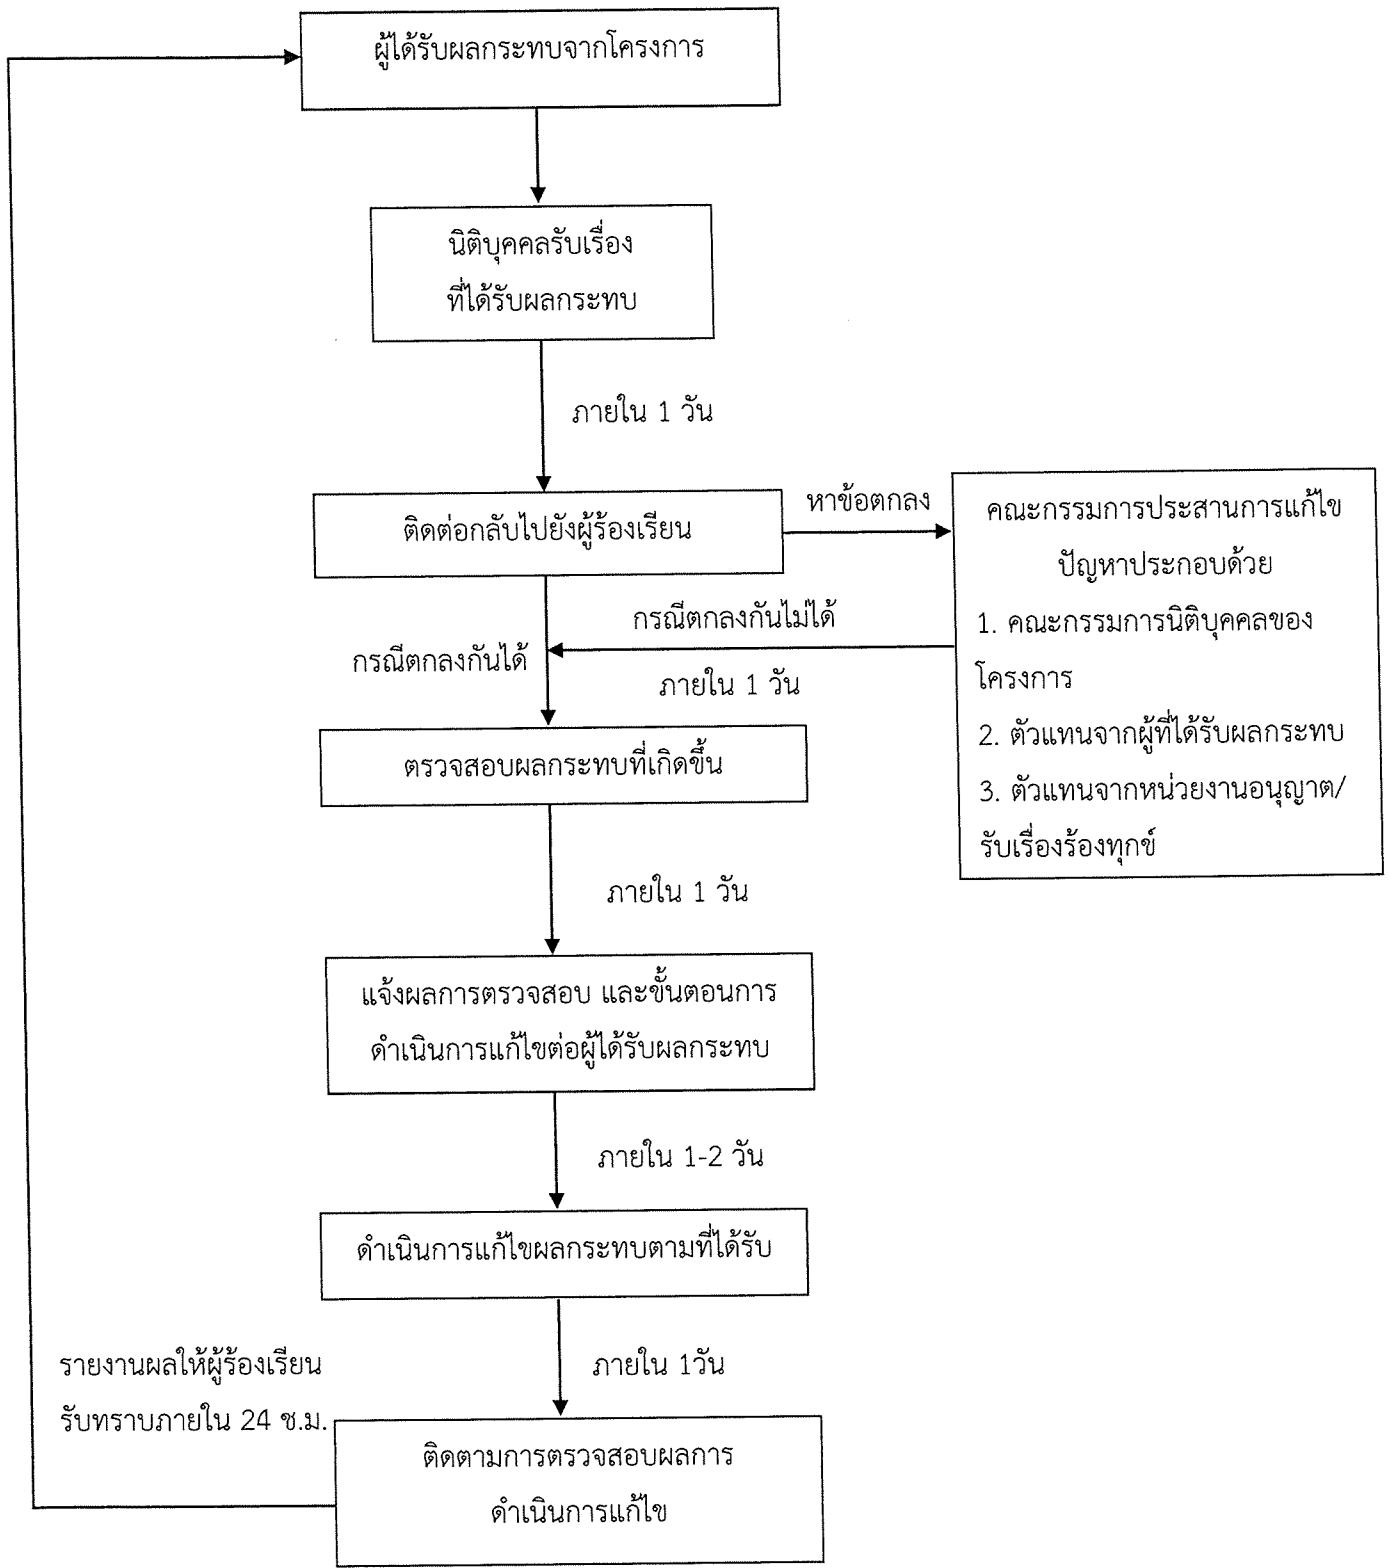 ผู้ได้รับผลกระทบจากโครงการ
นิติบุคคลรับเรื่อง
ที่ได้รับผลกระทบ
ภายใน 1 วัน
ติดต่อกลับไปยังผู้ร้องเรียน
หาข้อตกลง
คณะกรรมการประสานการแก้ไข
ปัญหาประกอบด้วย
1. คณะกรรมการนิติบุคคลของ
โครงการ
2. ตัวแทนจากผู้ที่ได้รับผลกระทบ
3. ตัวแทนจากหน่วยงานอนุญาต/
รับเรื่องร้องทุกข์
กรณีตกลงกันไม่ได้
กรณีตกลงกันได้
ภายใน 1 วัน
ตรวจสอบผลกระทบที่เกิดขึ้น
ภายใน 1 วัน
แจ้งผลการตรวจสอบ และขั้นตอนการ
ดำเนินการแก้ไขต่อผู้ได้รับผลกระทบ
ภายใน 1-2 วัน
ดำเนินการแก้ไขผลกระทบตามที่ได้รับ
ภายใน 1วัน
รายงานผลให้ผู้ร้องเรียน
รับทราบภายใน 24 ช.ม.
ติดตามการตรวจสอบผลการ
ดำเนินการแก้ไข